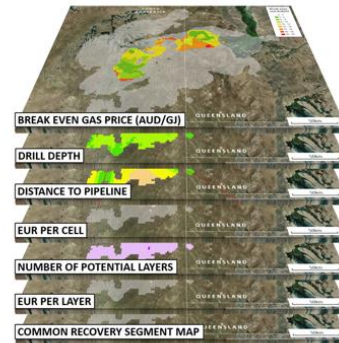 QUEENSLAND
BREAK EVEN GAS PRICE (AUD/GJ)
QUEENSLAND
DRILL DEPTH
QUEENSLAND
DISTANCE TO PIPELINE
QUEENSLAND
EUR PER CELL
QUEENSLAND
NUMBER OF POTENTIAL LAYERS
QUEENSLAND
EUR PER LAYER
QUEENSLAND
COMMON RECOVERY SEGMENT MAP